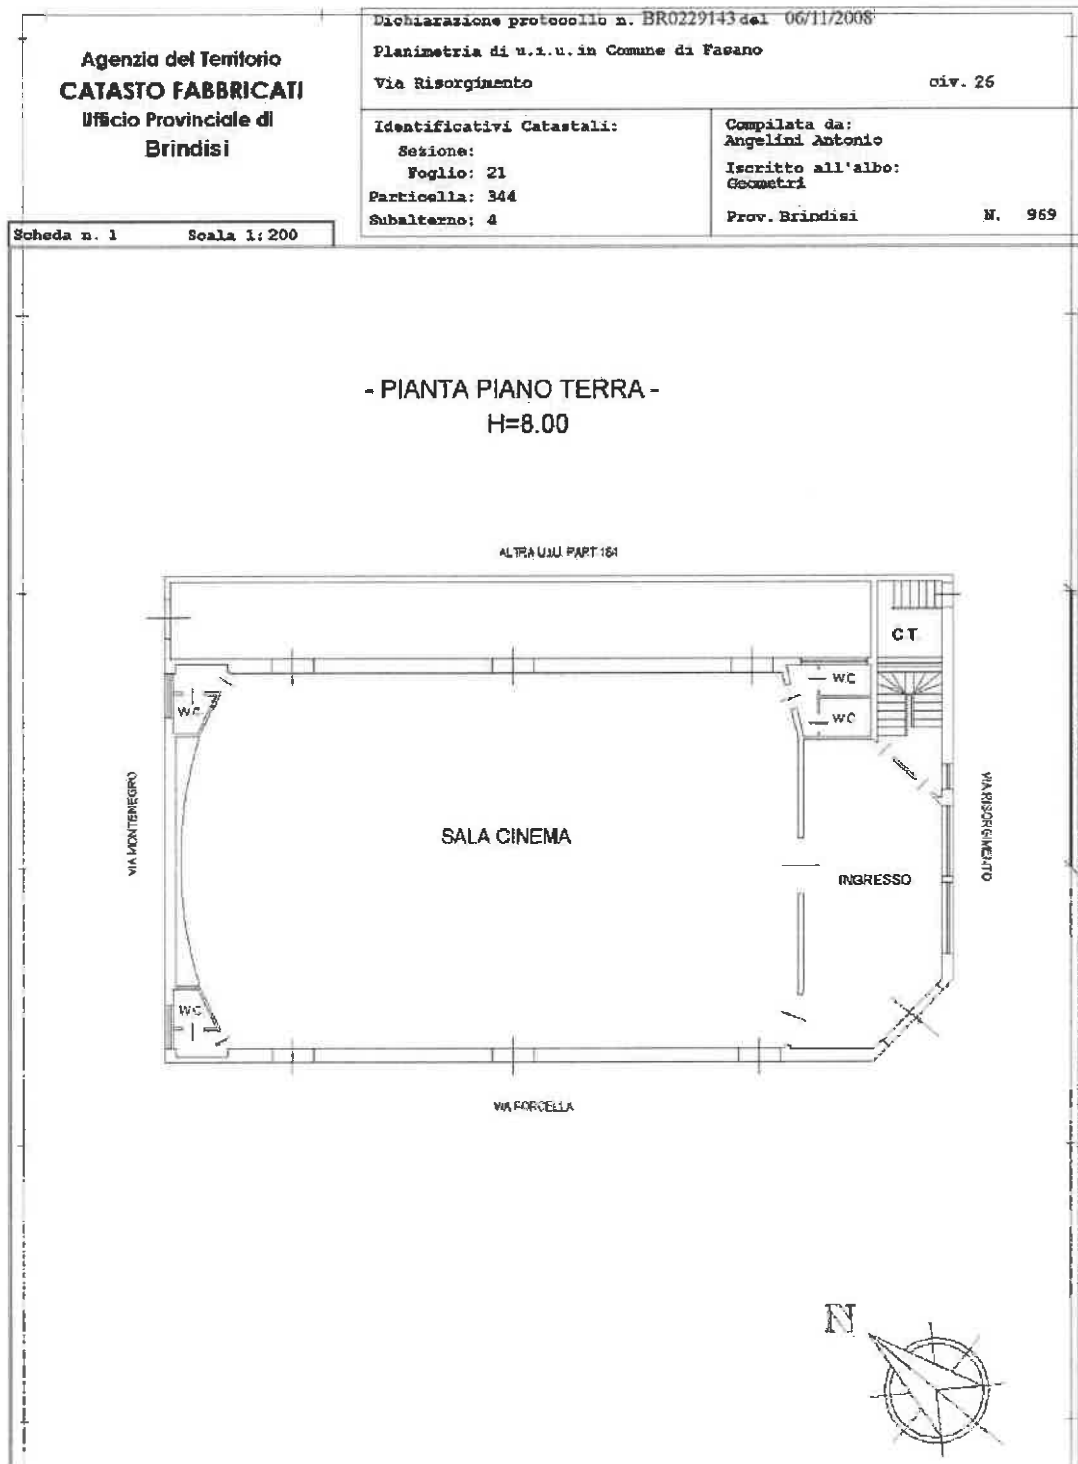 Agenzia del Territorio
CATASTO FABBRICATI
Ufficio Provinciale di
Brindisi
Dichiarazione protocollo n. BR0229143 del 06/11/2008
Planimetria di u.i.u. in Comune di Fasano
Via Risorgimento civ. 26
Identificativi Catastali:
Sezione:
Foglio: 21
Particella: 344
Subalterno: 4
Compilata da:
Angelini Antonio
Iscritto all'albo:
Geometri
Prov. Brindisi N. 969
Scheda n. 1 Scala 1:200
- PIANTA PIANO TERRA -
H=8.00
ALTRA U.I.U. PART.
C T
WC
WC
WC
VIA MONTENEGRO
SALA CINEMA
INGRESSO
VIA RISORGIMENTO
WC
VIA FORCELLA
N